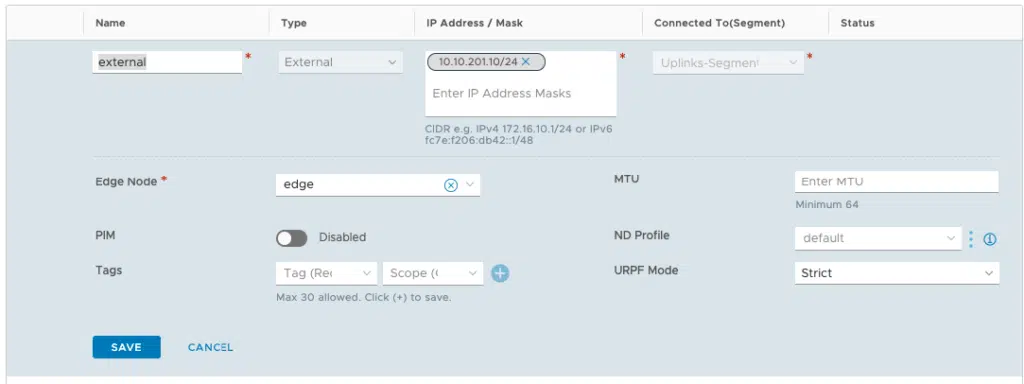 Name Type IP Address / Mask Connected To(Segment) Status
external * External 10.10.201.10/24 × * Uplinks-Segment *
Enter IP Address Masks
CIDR e.g. IPv4 172.16.10.1/24 or IPv6
fc7e:f206:db42::1/48
Edge Node * edge MTU Enter MTU
Minimum 64
PIM Disabled ND Profile default
Tags Tag (Re Scope ( URPF Mode Strict
Max 30 allowed. Click (+) to save.
SAVE CANCEL